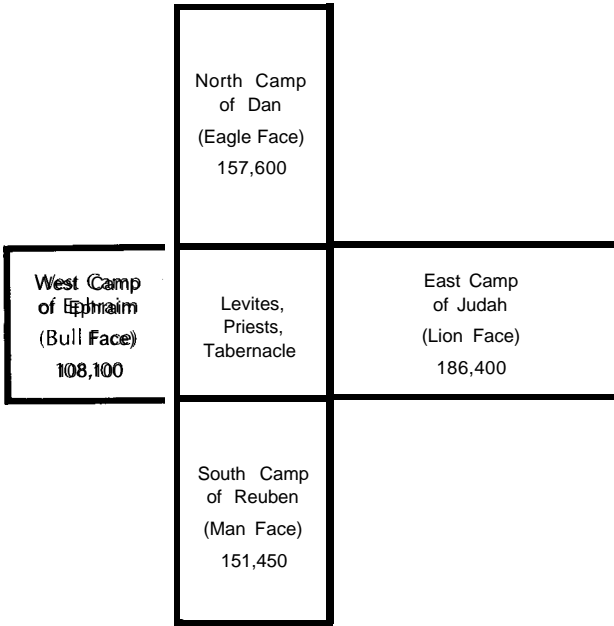 North Camp
of Dan
(Eagle Face)
157,600
West Camp
of Ephraim
(Bull Face)
108,100
Levites,
Priests,
Tabernacle
East Camp
of Judah
(Lion Face)
186,400
South Camp
of Reuben
(Man Face)
151,450